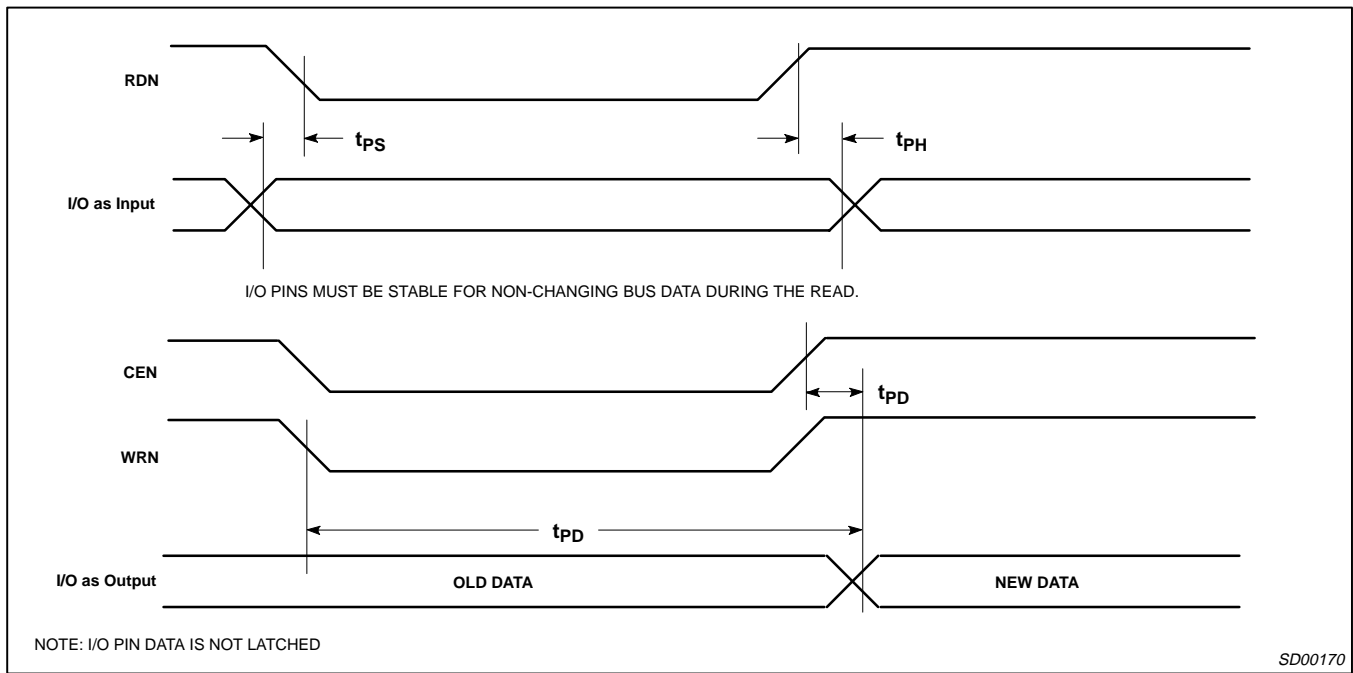 RDN
tPS
tPH
I/O as Input
I/O PINS MUST BE STABLE FOR NON-CHANGING BUS DATA DURING THE READ.
CEN
tPD
WRN
tPD
I/O as Output
OLD DATA
NEW DATA
NOTE: I/O PIN DATA IS NOT LATCHED
SD00170